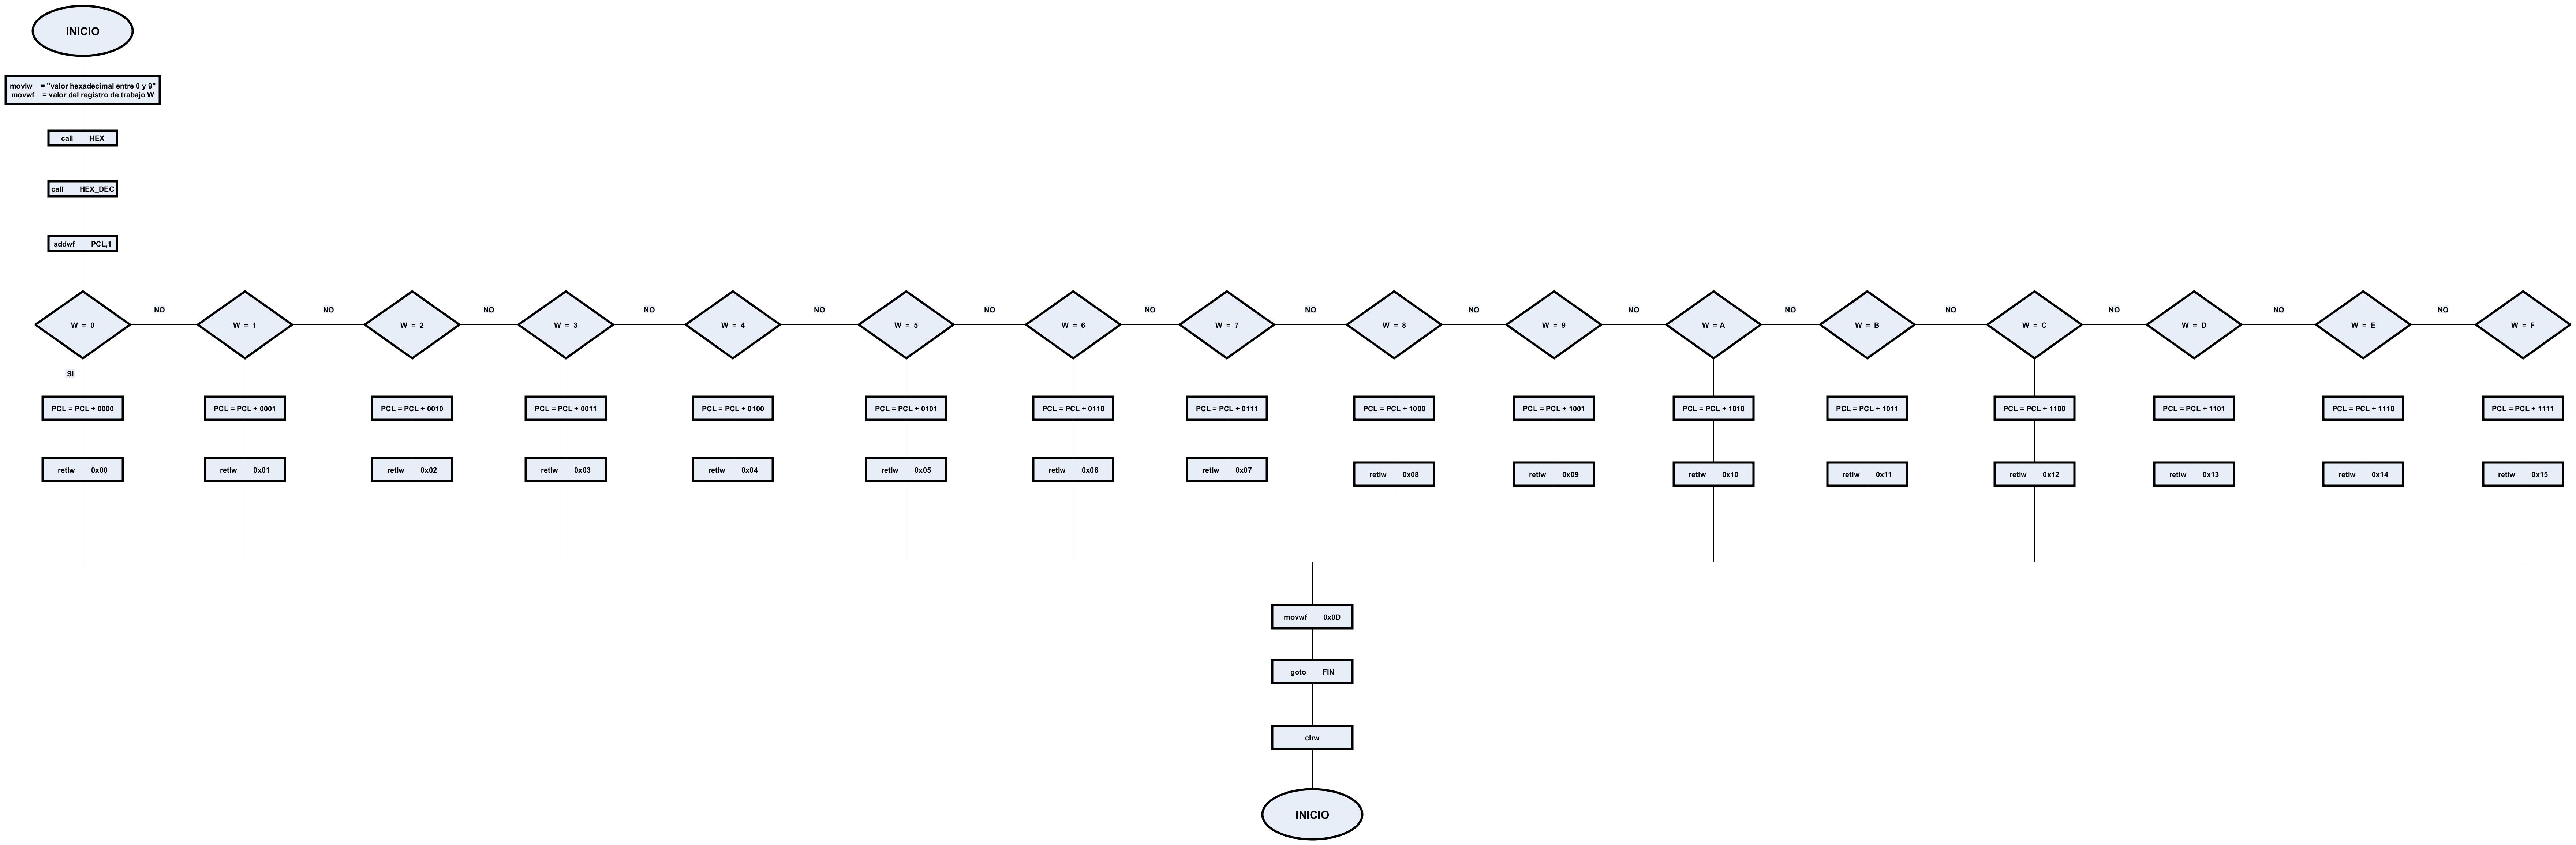 INICIO
movlw = "valor hexadecimal entre 0 y 9"
movwf = valor del registro de trabajo W
call HEX
call HEX_DEC
addwf PCL,1
NO NO NO NO NO NO NO NO NO NO NO NO NO NO NO
W = 0 W = 1 W = 2 W = 3 W = 4 W = 5 W = 6 W = 7 W = 8 W = 9 W = A W = B W = C W = D W = E W = F
SI
PCL = PCL + 0000 PCL = PCL + 0001 PCL = PCL + 0010 PCL = PCL + 0011 PCL = PCL + 0100 PCL = PCL + 0101 PCL = PCL + 0110 PCL = PCL + 0111 PCL = PCL + 1000 PCL = PCL + 1001 PCL = PCL + 1010 PCL = PCL + 1011 PCL = PCL + 1100 PCL = PCL + 1101 PCL = PCL + 1110 PCL = PCL + 1111
retlw 0x00 retlw 0x01 retlw 0x02 retlw 0x03 retlw 0x04 retlw 0x05 retlw 0x06 retlw 0x07 retlw 0x08 retlw 0x09 retlw 0x10 retlw 0x11 retlw 0x12 retlw 0x13 retlw 0x14 retlw 0x15
movwf 0x0D
goto FIN
clrw
INICIO